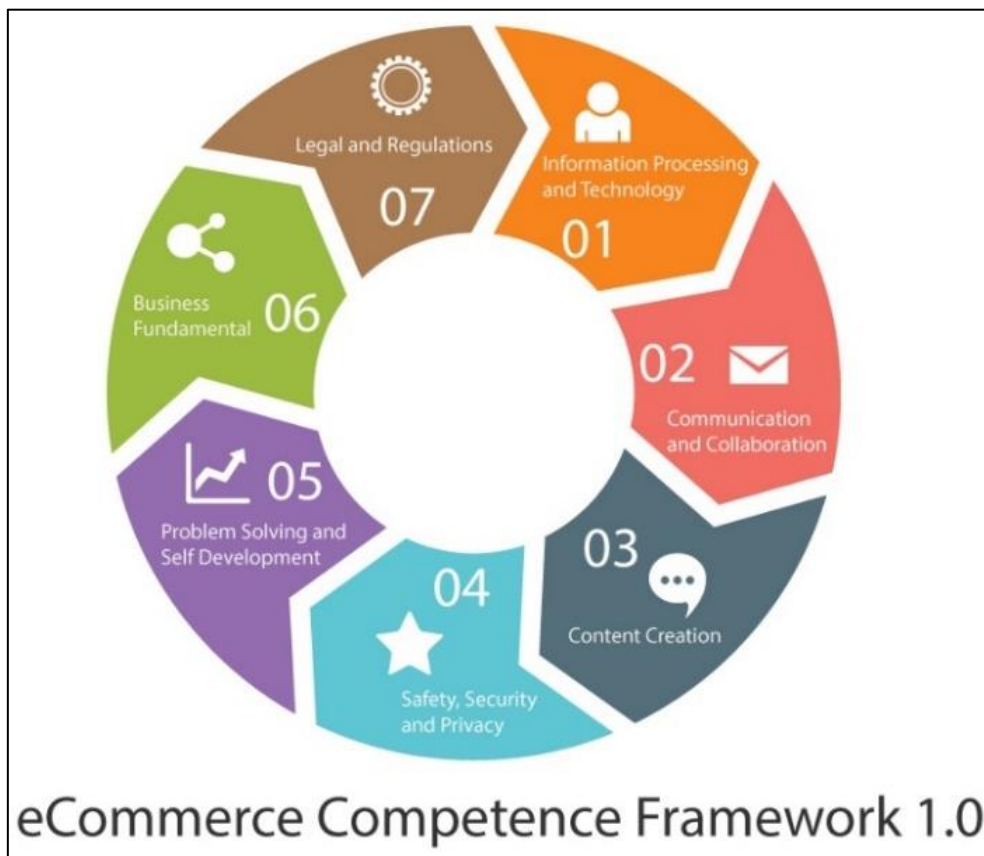 Information Processing
and Technology
01
02
Communication
and Collaboration
03
Content Creation
04
Safety, Security
and Privacy
05
Problem Solving and
Self Development
06
Business
Fundamental
Legal and Regulations
07
eCommerce Competence Framework 1.0